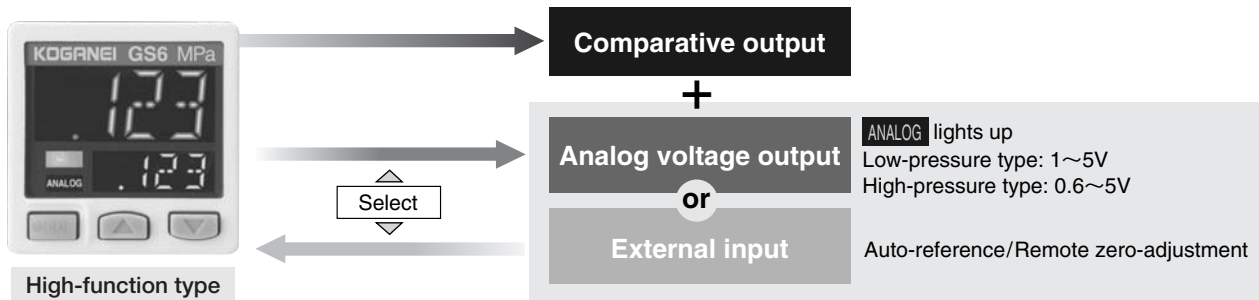 KOGANEI GS6 MPa
.123
ANALOG .123
High-function type
Select
Comparative output
+
Analog voltage output
or
External input
ANALOG lights up
Low-pressure type: 1～5V
High-pressure type: 0.6～5V
Auto-reference/Remote zero-adjustment